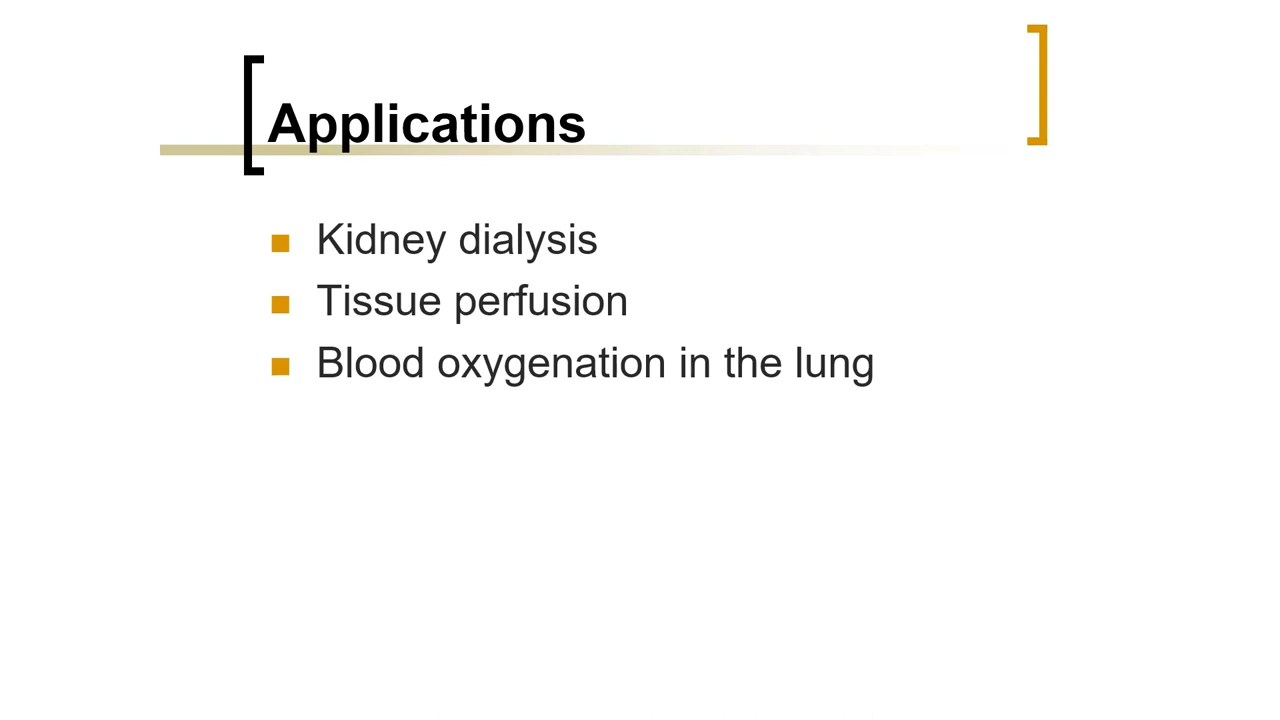 Applications
Kidney dialysis
Tissue perfusion
Blood oxygenation in the lung